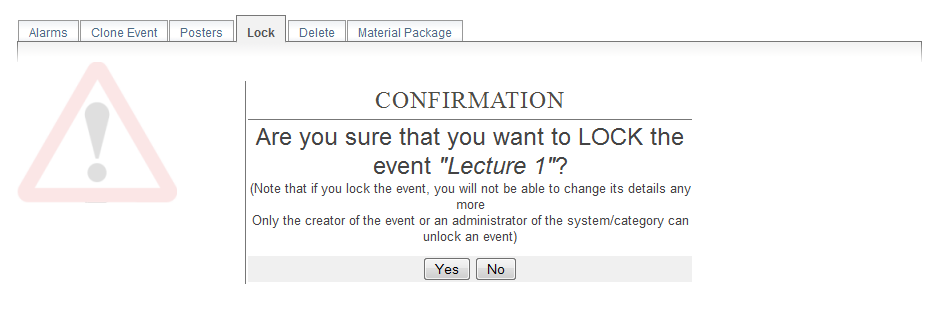 Alarms Clone Event Posters Lock Delete Material Package
CONFIRMATION
Are you sure that you want to LOCK the
event "Lecture 1"?
(Note that if you lock the event, you will not be able to change its details any
more
Only the creator of the event or an administrator of the system/category can
unlock an event)
Yes No